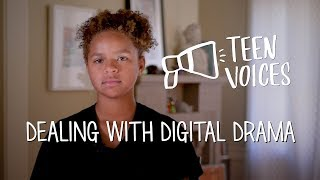 TEEN
VOICES
DEALING WITH DIGITAL DRAMA